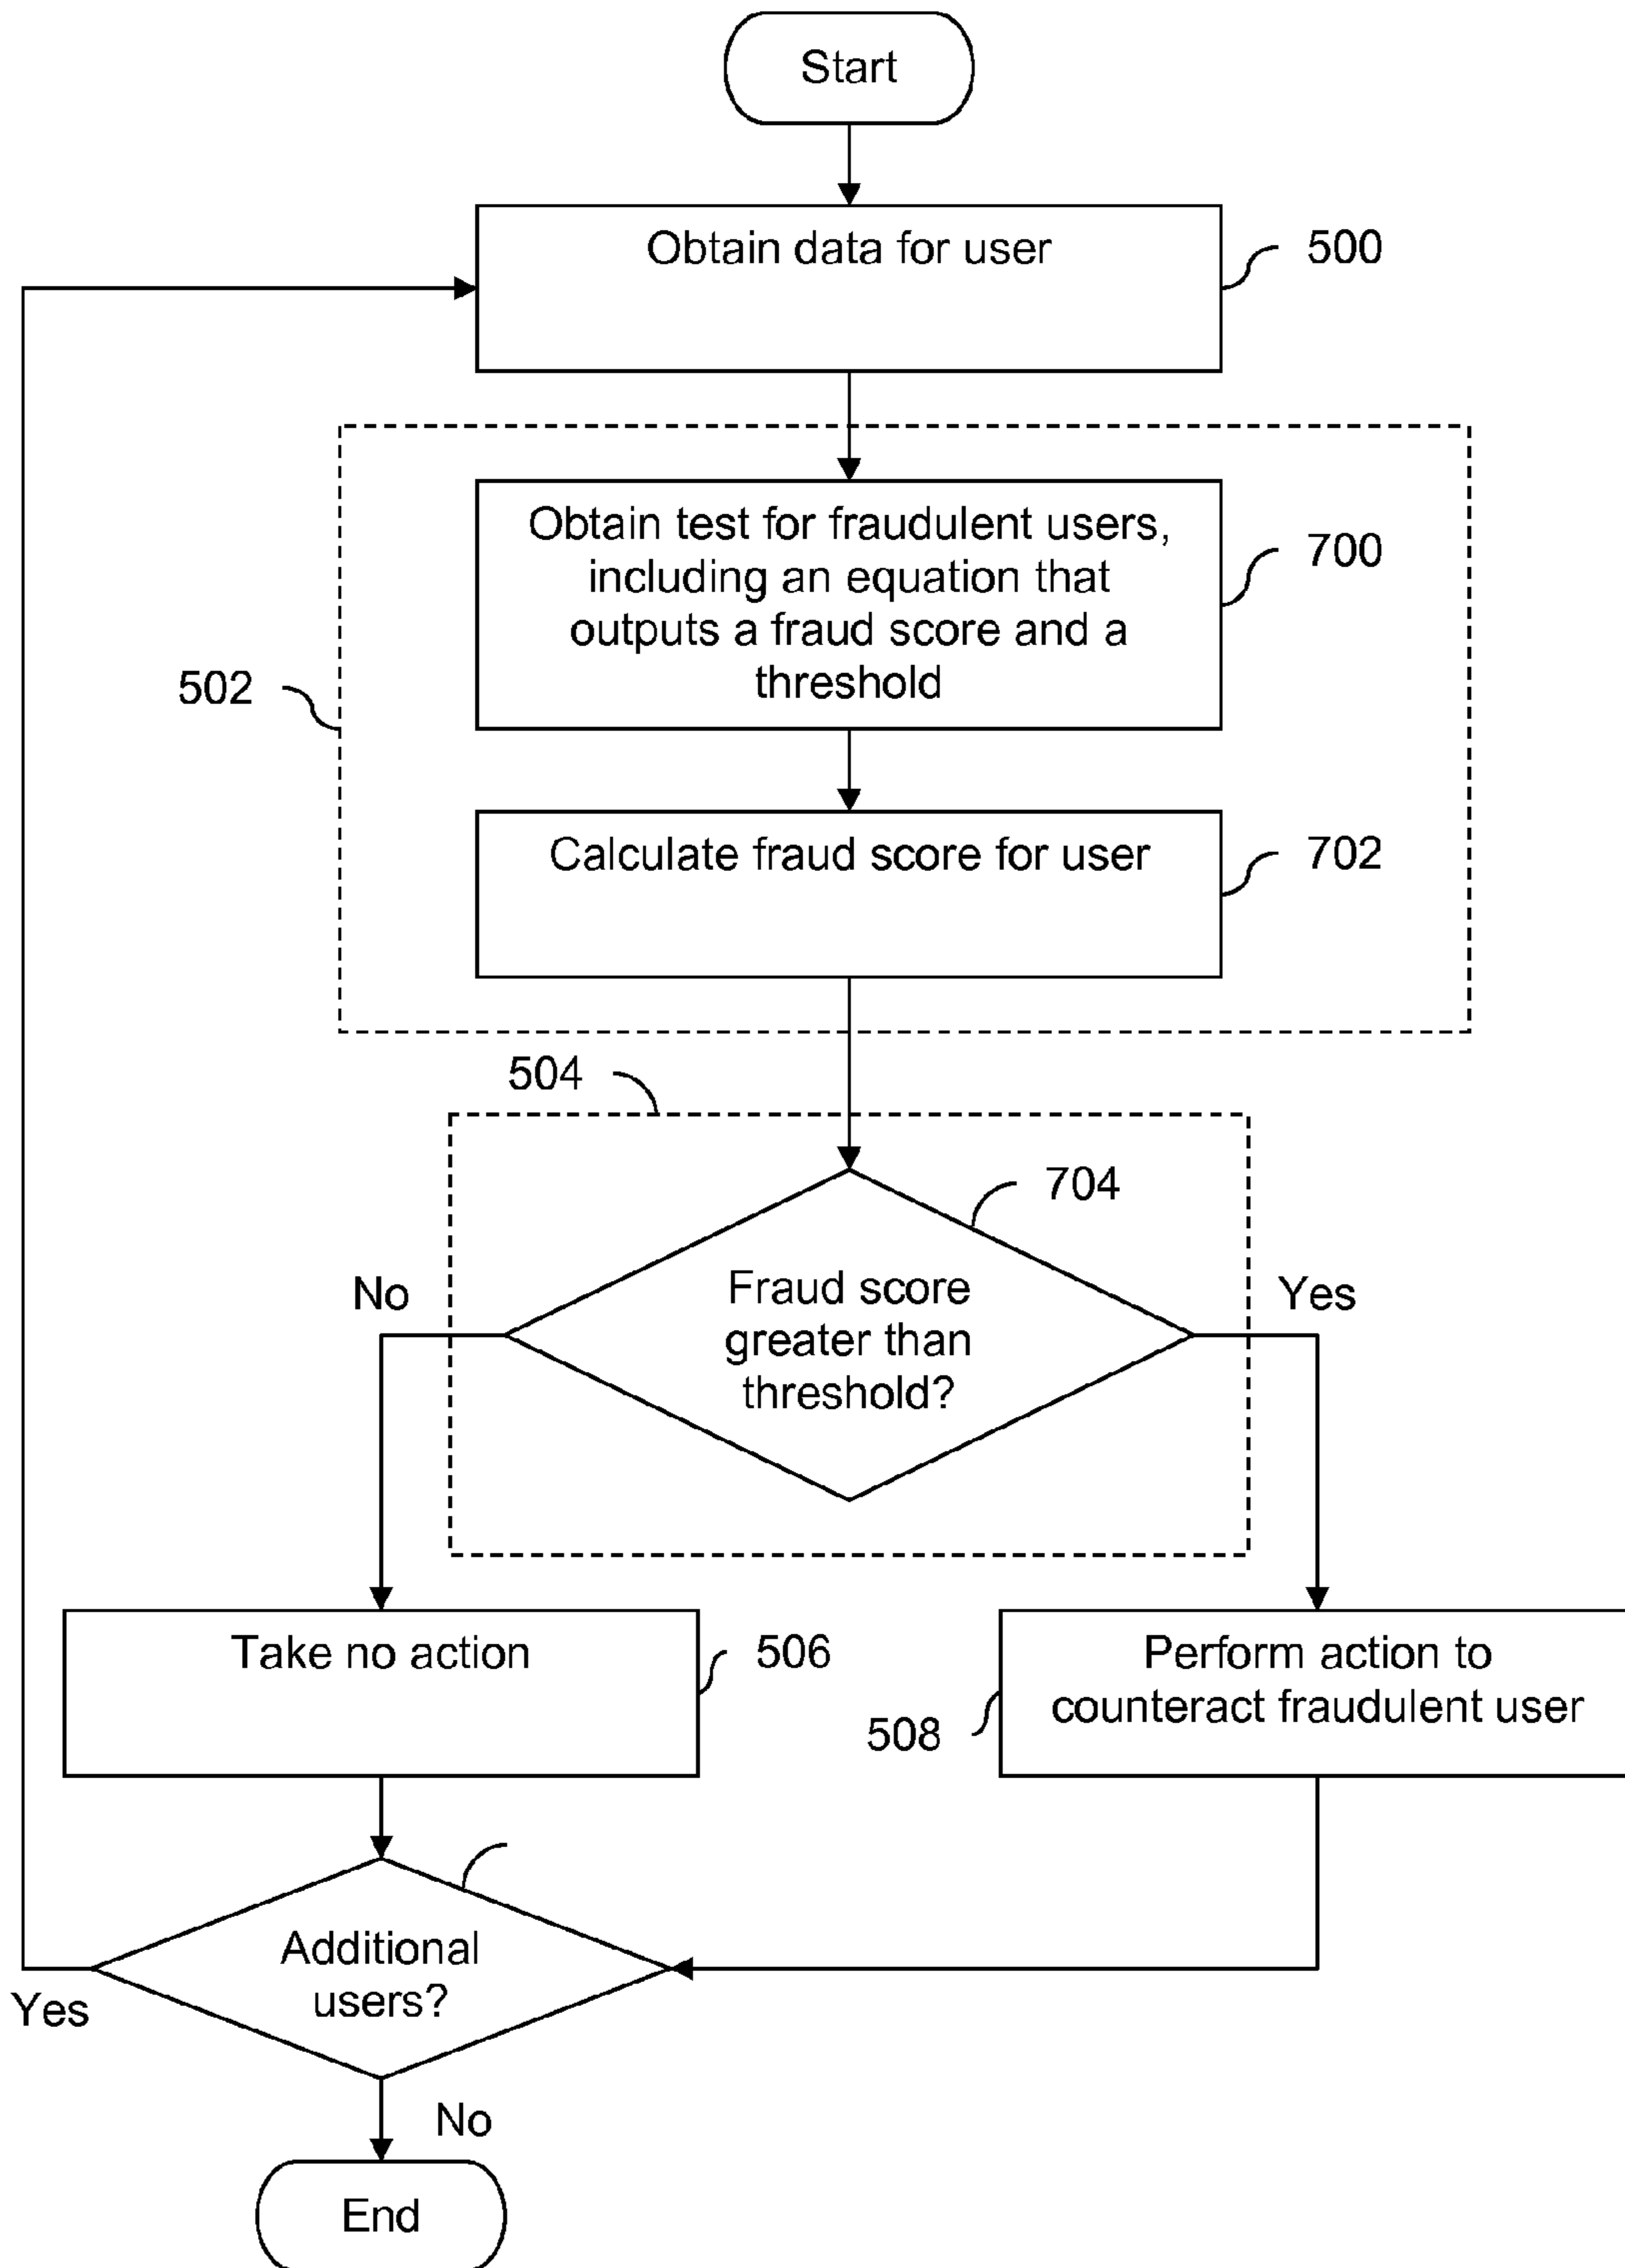 Start
Obtain data for user
500
Obtain test for fraudulent users,
including an equation that
outputs a fraud score and a
threshold
700
502
Calculate fraud score for user
702
504
704
Fraud score
greater than
threshold?
No
Yes
Take no action
506
Perform action to
counteract fraudulent user
508
Additional
users?
Yes
No
End